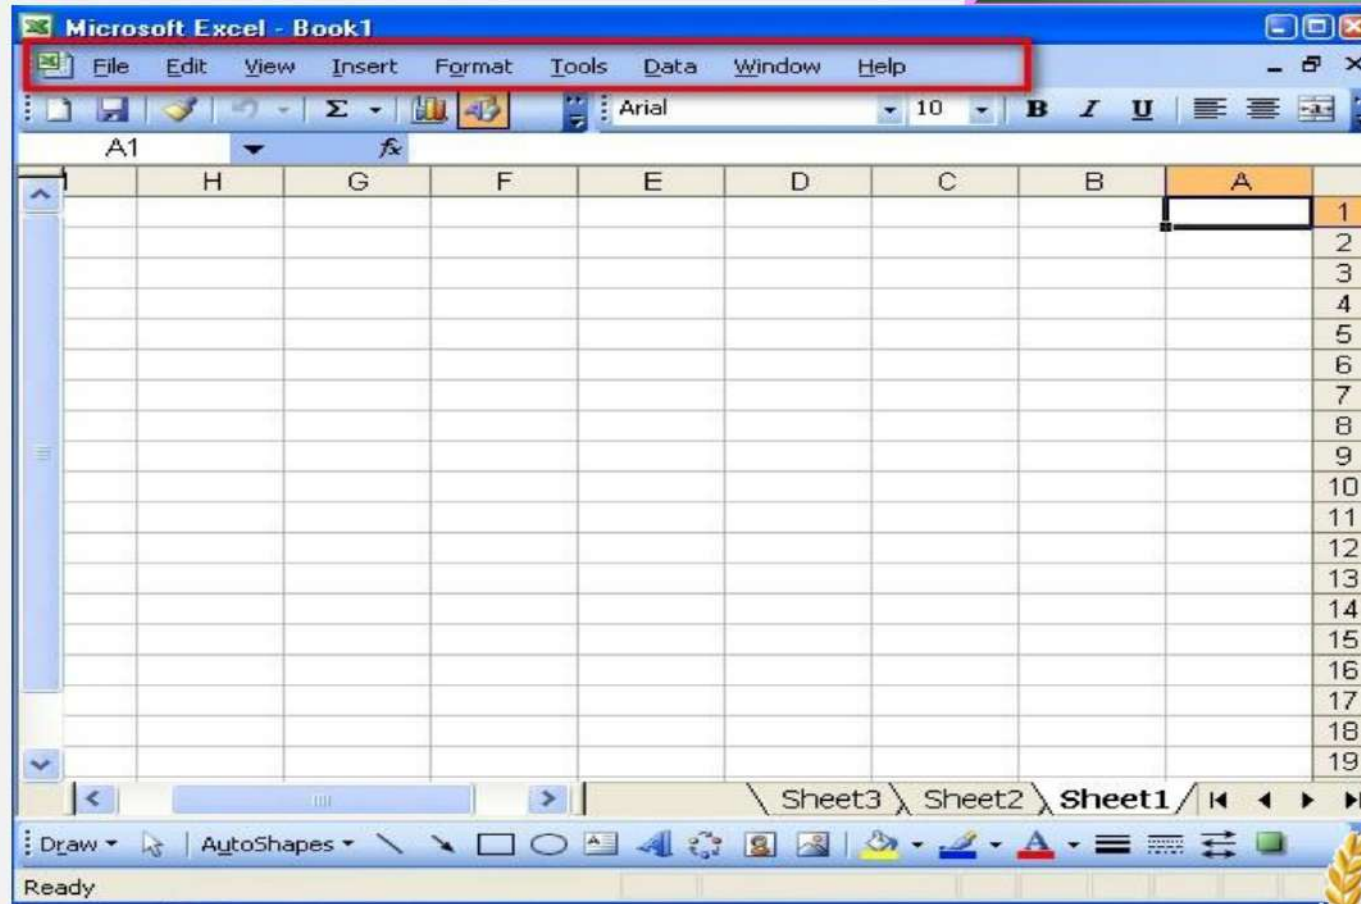 Microsoft Excel - Book1
File Edit View Insert Format Tools Data Window Help
Σ Arial 10 B I U a
A1 fx
H G F E D C B A
1
2
3
4
5
6
7
8
9
10
11
12
13
14
15
16
17
18
19
Sheet3 Sheet2 Sheet1
Draw AutoShapes A A
Ready